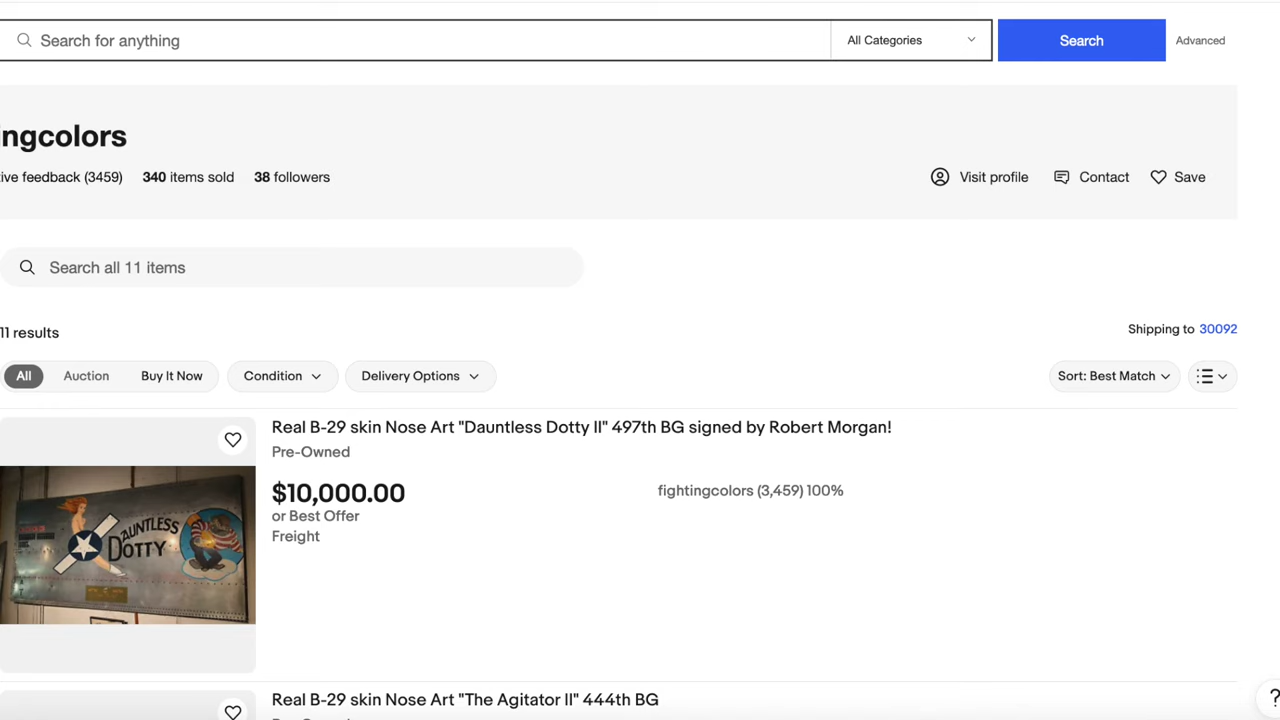 Search for anything
All Categories
Search
Advanced
ingcolors
ive feedback (3459) 340 items sold 38 followers
Visit profile
Contact
Save
Search all 11 items
11 results
Shipping to 30092
All
Auction
Buy It Now
Condition
Delivery Options
Sort: Best Match
Real B-29 skin Nose Art "Dauntless Dotty II" 497th BG signed by Robert Morgan!
Pre-Owned
$10,000.00
fightingcolors (3,459) 100%
or Best Offer
Freight
DAUNTLESS
DOTTY
Real B-29 skin Nose Art "The Agitator II" 444th BG
?